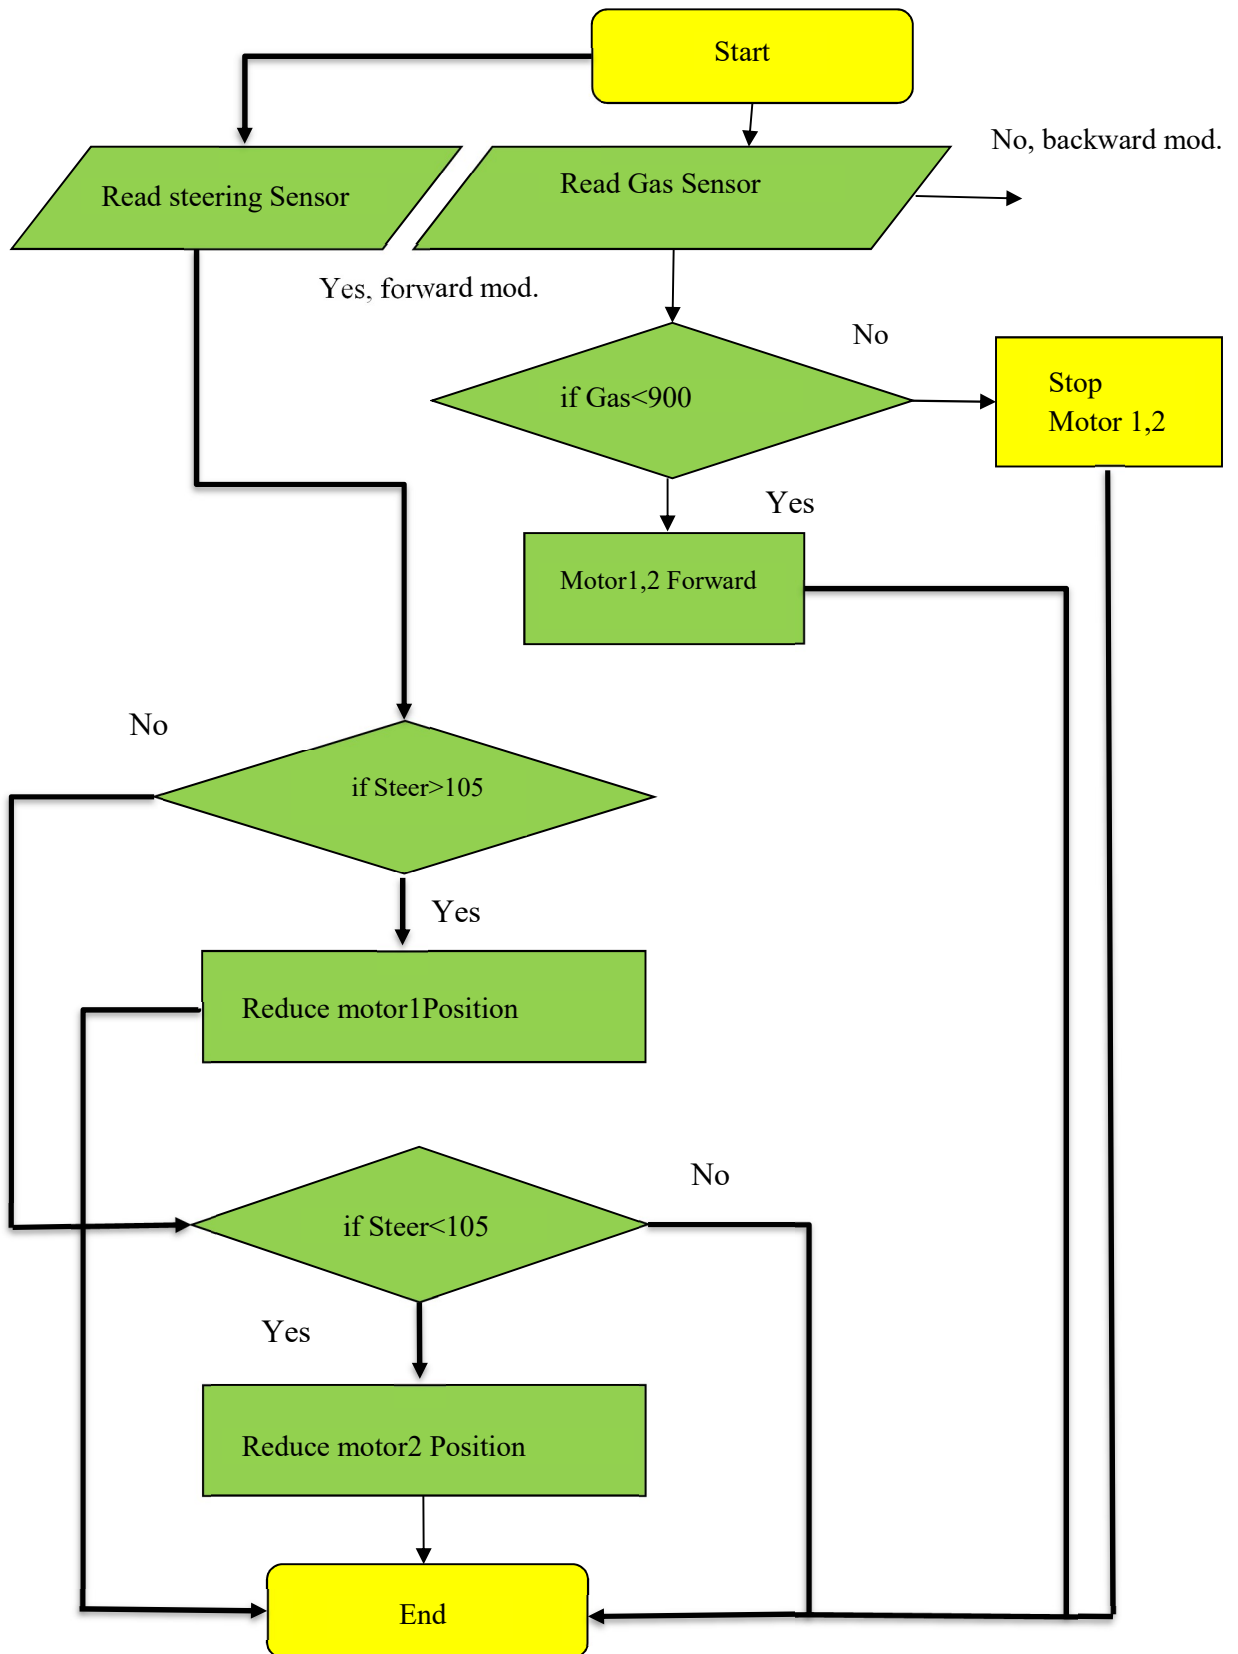 Start
No, backward mod.
Read steering Sensor
Read Gas Sensor
Yes, forward mod.
No
if Gas<900
Stop
Motor 1,2
Yes
Motor1,2 Forward
No
if Steer>105
Yes
Reduce motor1Position
No
if Steer<105
Yes
Reduce motor2 Position
End